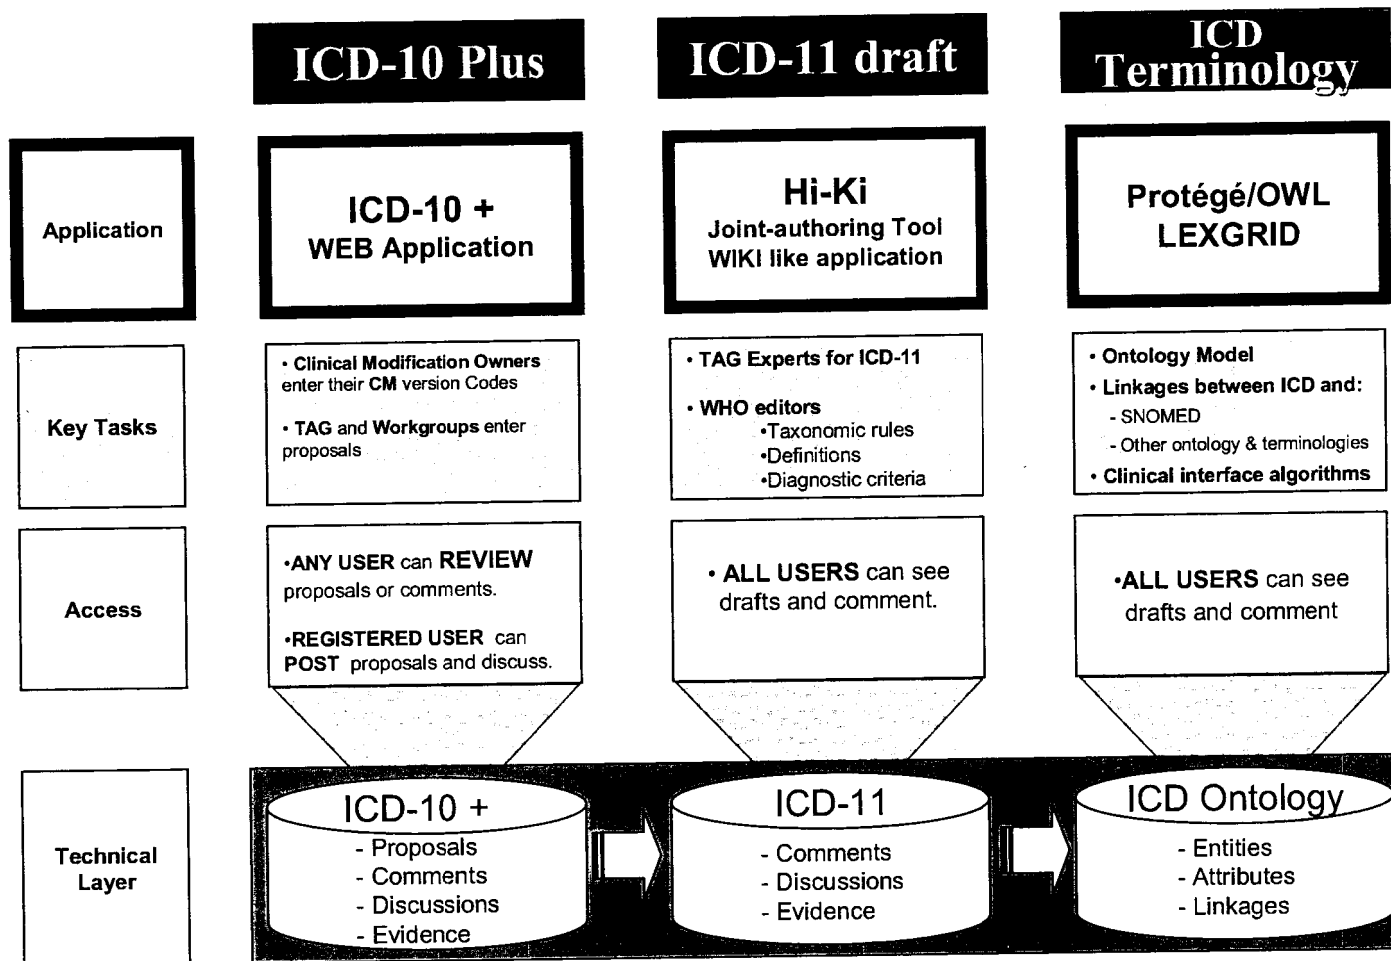 ICD-10 Plus
ICD-11 draft
ICD
Terminology
Application
ICD-10 +
WEB Application
Hi-Ki
Joint-authoring Tool
WIKI like application
Protégé/OWL
LEXGRID
Key Tasks
• Clinical Modification Owners
enter their CM version Codes
• TAG and Workgroups enter
proposals
• TAG Experts for ICD-11
• WHO editors
•Taxonomic rules
•Definitions
•Diagnostic criteria
• Ontology Model
• Linkages between ICD and:
- SNOMED
- Other ontology & terminologies
• Clinical interface algorithms
Access
•ANY USER can REVIEW
proposals or comments.
•REGISTERED USER can
POST proposals and discuss.
• ALL USERS can see
drafts and comment.
•ALL USERS can see
drafts and comment
Technical
Layer
ICD-10 +
- Proposals
- Comments
- Discussions
- Evidence
ICD-11
- Comments
- Discussions
- Evidence
ICD Ontology
- Entities
- Attributes
- Linkages